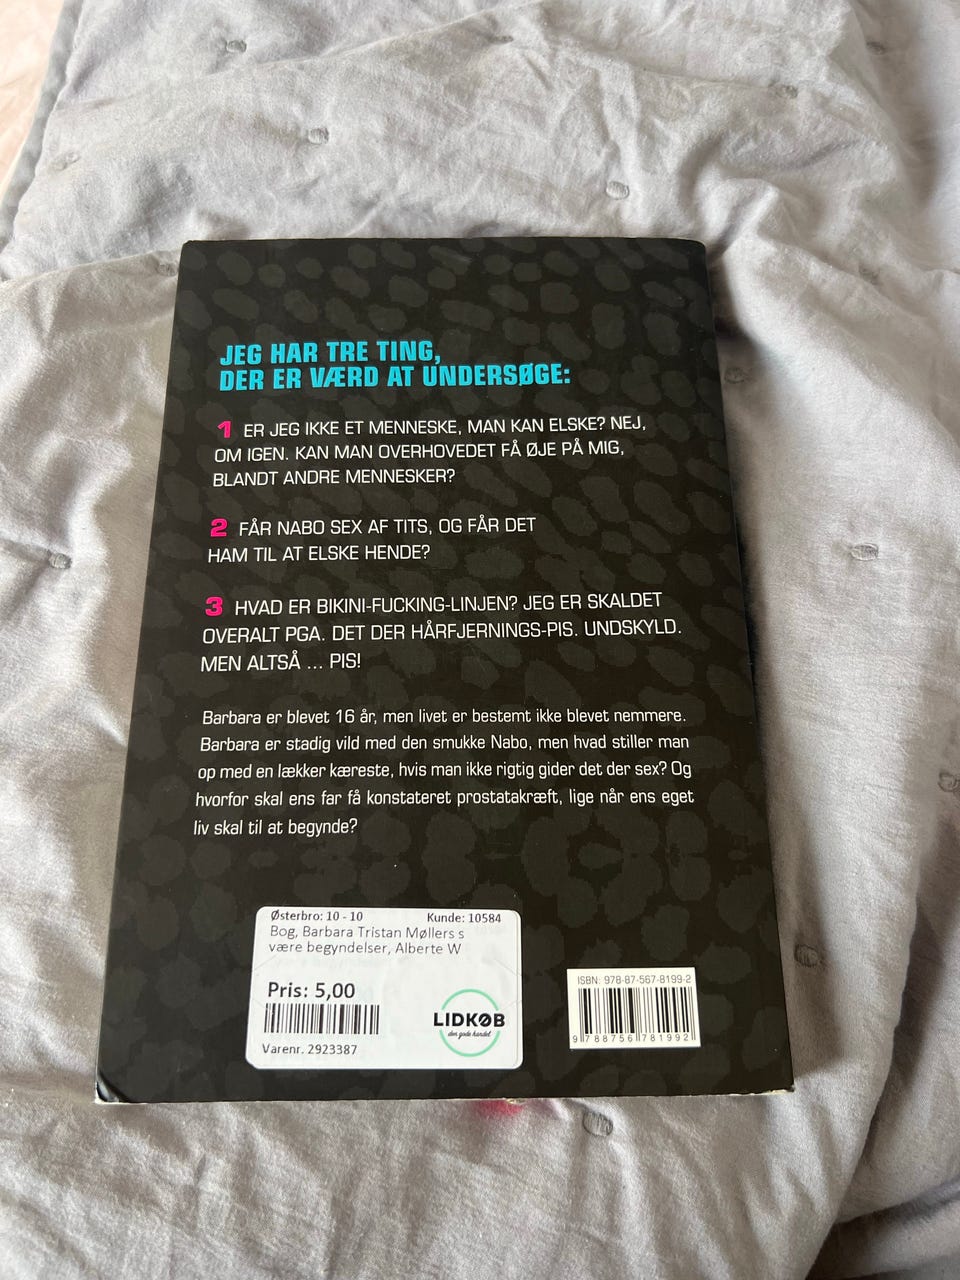 JEG HAR TRE TING,
DER ER VÆRD AT UNDERSØGE:
1 ER JEG IKKE ET MENNESKE, MAN KAN ELSKE? NEJ,
OM IGEN. KAN MAN OVERHOVEDET FÅ ØJE PÅ MIG,
BLANDT ANDRE MENNESKER?
2 FÅR NABO SEX AF TITS, OG FÅR DET
HAM TIL AT ELSKE HENDE?
3 HVAD ER BIKINI-FUCKING-LINJEN? JEG ER SKALDET
OVERALT PGA. DET DER HÅRFJERNINGS-PIS. UNDSKYLD.
MEN ALTSÅ ... PIS!
Barbara er blevet 16 år, men livet er bestemt ikke blevet nemmere.
Barbara er stadig vild med den smukke Nabo, men hvad stiller man
op med en lækker kæreste, hvis man ikke rigtig gider det der sex? Og
hvorfor skal ens far få konstateret prostatakræft, lige når ens eget
liv skal til at begynde?
Østerbro: 10 - 10 Kunde: 10584
Bog, Barbara Tristan Møllers s
være begyndelser, Alberte W
Pris: 5,00
LIDKØB
den gode handel
Varenr. 2923387
ISBN: 978-87-567-8199-2
9 788756 781992